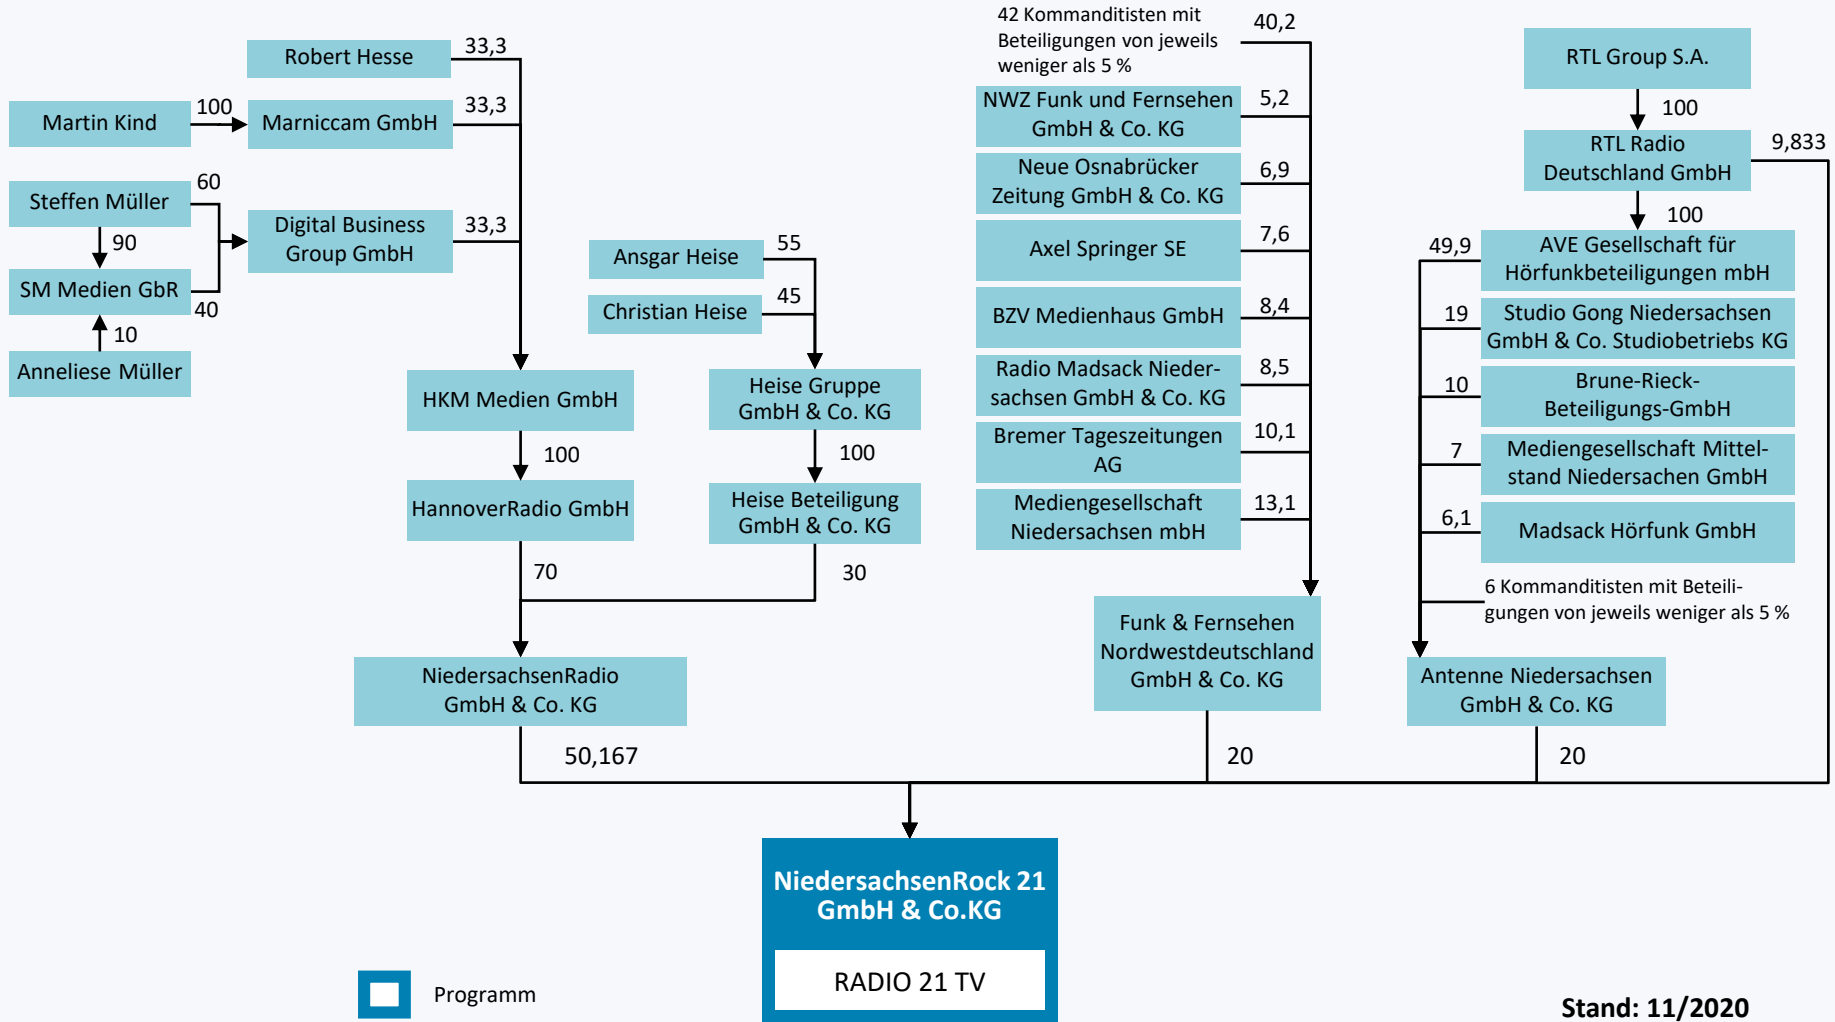 Robert Hesse
33,3
Martin Kind
100
Marniccam GmbH
33,3
Steffen Müller
60
90
SM Medien GbR
40
10
Anneliese Müller
Digital Business
Group GmbH
33,3
HKM Medien GmbH
100
HannoverRadio GmbH
70
Ansgar Heise
55
Christian Heise
45
Heise Gruppe
GmbH & Co. KG
100
Heise Beteiligung
GmbH & Co. KG
30
NiedersachsenRadio
GmbH & Co. KG
50,167
42 Kommanditisten mit
Beteiligungen von jeweils
weniger als 5 %
40,2
NWZ Funk und Fernsehen
GmbH & Co. KG
5,2
Neue Osnabrücker
Zeitung GmbH & Co. KG
6,9
Axel Springer SE
7,6
BZV Medienhaus GmbH
8,4
Radio Madsack Nieder-
sachsen GmbH & Co. KG
8,5
Bremer Tageszeitungen
AG
10,1
Mediengesellschaft
Niedersachsen mbH
13,1
Funk & Fernsehen
Nordwestdeutschland
GmbH & Co. KG
20
RTL Group S.A.
100
RTL Radio
Deutschland GmbH
9,833
100
49,9
AVE Gesellschaft für
Hörfunkbeteiligungen mbH
19
Studio Gong Niedersachsen
GmbH & Co. Studiobetriebs KG
10
Brune-Rieck-
Beteiligungs-GmbH
7
Mediengesellschaft Mittel-
stand Niedersachen GmbH
6,1
Madsack Hörfunk GmbH
6 Kommanditisten mit Beteili-
gungen von jeweils weniger als 5 %
Antenne Niedersachsen
GmbH & Co. KG
20
NiedersachsenRock 21
GmbH & Co.KG
RADIO 21 TV
Programm
Stand: 11/2020